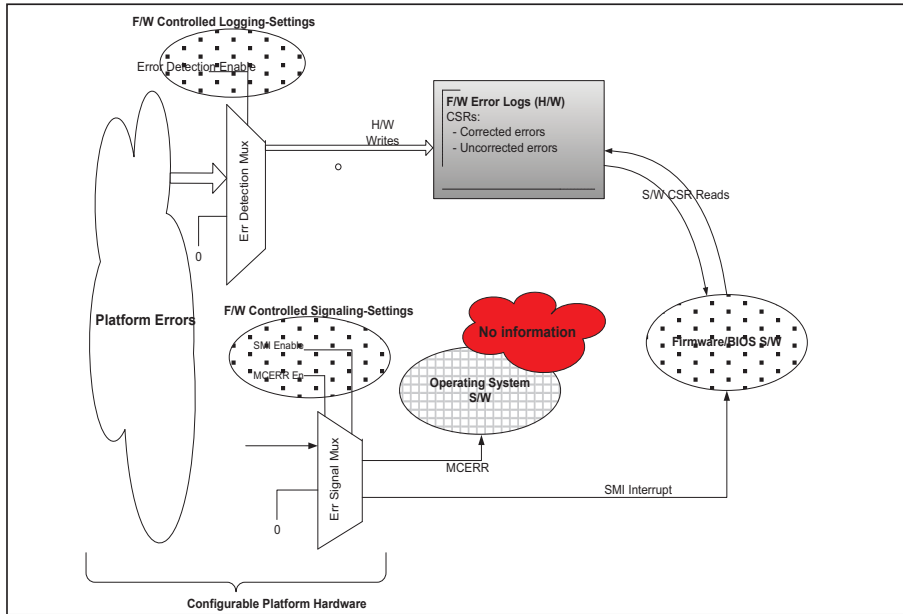 F/W Controlled Logging-Settings
Error Detection Enable
F/W Error Logs (H/W)
CSRs:
- Corrected errors
- Uncorrected errors
H/W
Writes
Err Detection Mux
S/W CSR Reads
0
Platform Errors
F/W Controlled Signaling-Settings
SMI Enable
MCERR En
No information
Firmware/BIOS S/W
Operating System
S/W
Err Signal Mux
MCERR
SMI Interrupt
0
Configurable Platform Hardware